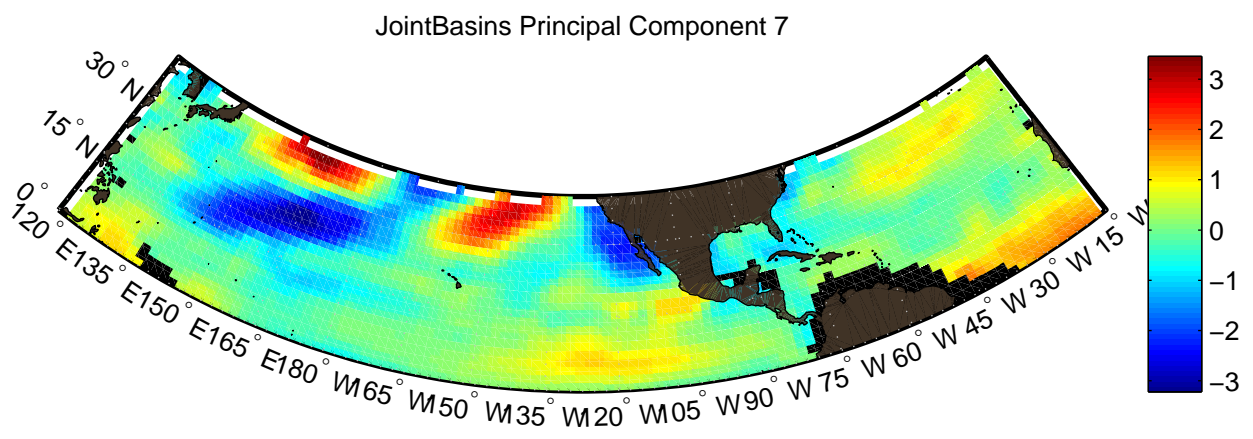 JointBasins Principal Component 7
30° N
15° N
0°
120° E
135° E
150° E
165° E
180° W
165° W
150° W
135° W
120° W
105° W
90° W
75° W
60° W
45° W
30° W
15° W
3
2
1
0
−1
−2
−3